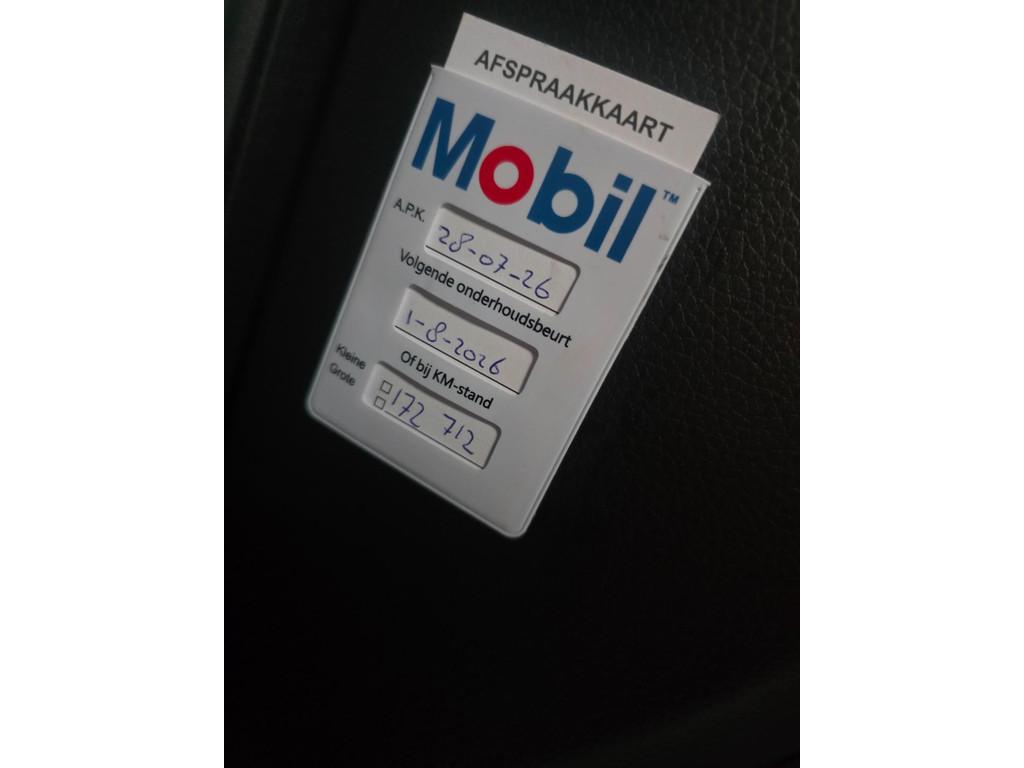 AFSPRAAKKAART
Mobil™
A.P.K. 28-07-26
Volgende onderhoudsbeurt
1-8-2026
Of bij KM-stand
Kleine
Grote
172 712